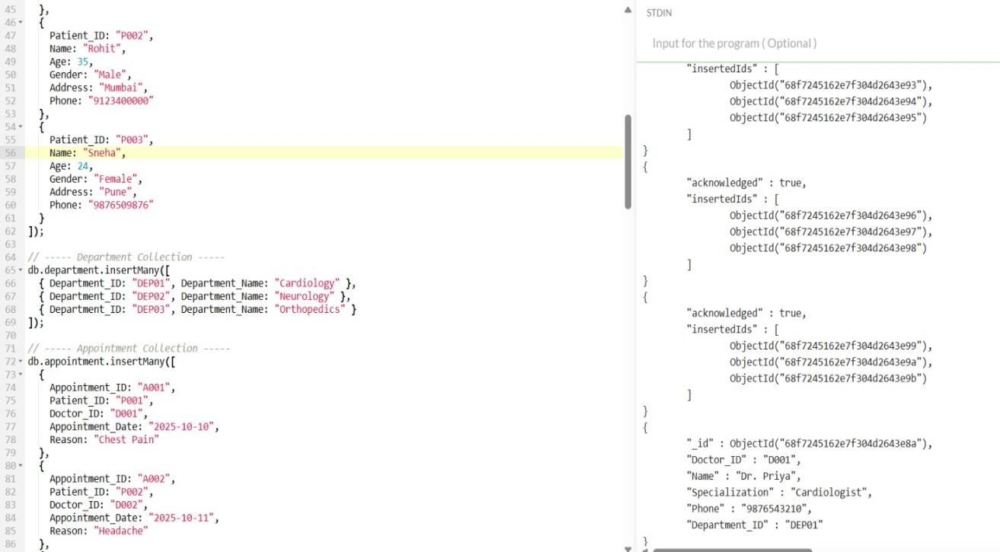 45 },
46 {
47 Patient_ID: "P002",
48 Name: "Rohit",
49 Age: 35,
50 Gender: "Male",
51 Address: "Mumbai",
52 Phone: "9123400000"
53 },
54 {
55 Patient_ID: "P003",
56 Name: "Sneha",
57 Age: 24,
58 Gender: "Female",
59 Address: "Pune",
60 Phone: "9876509876"
61 }
62 ]);
63
64 // ----- Department Collection -----
65 db.department.insertMany([
66 { Department_ID: "DEP01", Department_Name: "Cardiology" },
67 { Department_ID: "DEP02", Department_Name: "Neurology" },
68 { Department_ID: "DEP03", Department_Name: "Orthopedics" }
69 ]);
70
71 // ----- Appointment Collection -----
72 db.appointment.insertMany([
73 {
74 Appointment_ID: "A001",
75 Patient_ID: "P001",
76 Doctor_ID: "D001",
77 Appointment_Date: "2025-10-10",
78 Reason: "Chest Pain"
79 },
80 {
81 Appointment_ID: "A002",
82 Patient_ID: "P002",
83 Doctor_ID: "D002",
84 Appointment_Date: "2025-10-11",
85 Reason: "Headache"
86 },
STDIN
Input for the program ( Optional )
"insertedIds" : [
ObjectId("68f7245162e7f304d2643e93"),
ObjectId("68f7245162e7f304d2643e94"),
ObjectId("68f7245162e7f304d2643e95")
]
}
{
"acknowledged" : true,
"insertedIds" : [
ObjectId("68f7245162e7f304d2643e96"),
ObjectId("68f7245162e7f304d2643e97"),
ObjectId("68f7245162e7f304d2643e98")
]
}
{
"acknowledged" : true,
"insertedIds" : [
ObjectId("68f7245162e7f304d2643e99"),
ObjectId("68f7245162e7f304d2643e9a"),
ObjectId("68f7245162e7f304d2643e9b")
]
}
{
"_id" : ObjectId("68f7245162e7f304d2643e8a"),
"Doctor_ID" : "D001",
"Name" : "Dr. Priya",
"Specialization" : "Cardiologist",
"Phone" : "9876543210",
"Department_ID" : "DEP01"
}